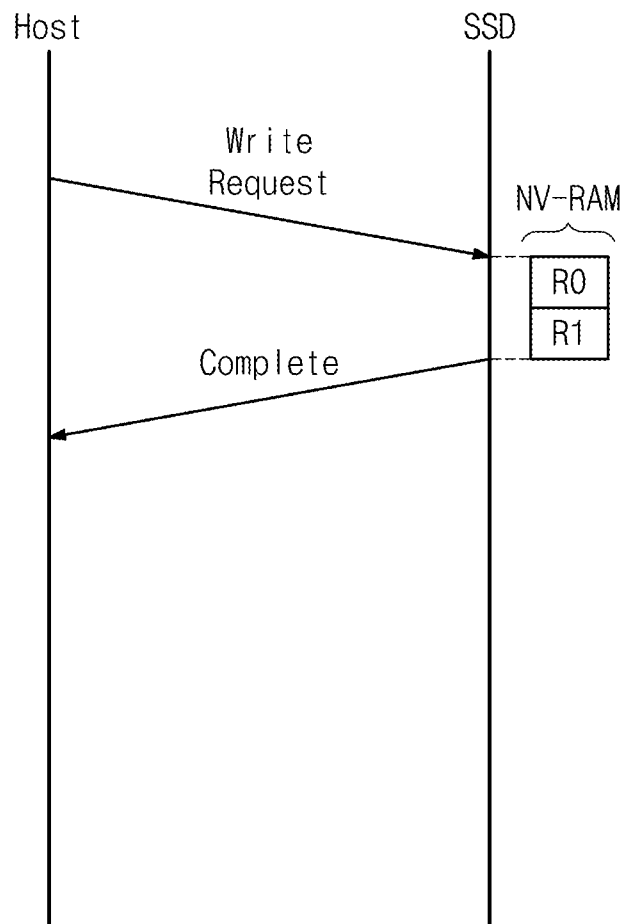 Host
SSD
Write
Request
NV-RAM
R0
R1
Complete